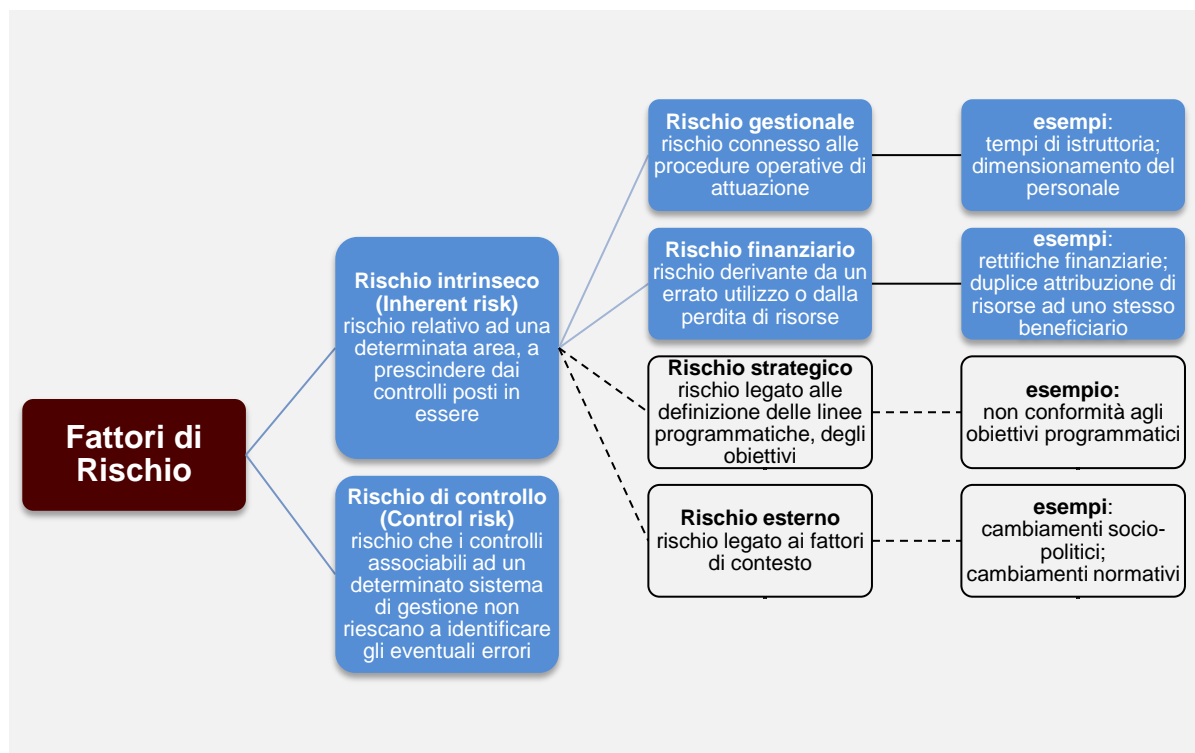 Fattori di
Rischio
Rischio intrinseco
(Inherent risk)
rischio relativo ad una
determinata area, a
prescindere dai
controlli posti in
essere
Rischio di controllo
(Control risk)
rischio che i controlli
associabili ad un
determinato sistema
di gestione non
riescano a identificare
gli eventuali errori
Rischio gestionale
rischio connesso alle
procedure operative di
attuazione
esempi:
tempi di istruttoria;
dimensionamento del
personale
Rischio finanziario
rischio derivante da un
errato utilizzo o dalla
perdita di risorse
esempi:
rettifiche finanziarie;
duplice attribuzione di
risorse ad uno stesso
beneficiario
Rischio strategico
rischio legato alle
definizione delle linee
programmatiche, degli
obiettivi
esempio:
non conformità agli
obiettivi programmatici
Rischio esterno
rischio legato ai fattori
di contesto
esempi:
cambiamenti socio-
politici;
cambiamenti normativi